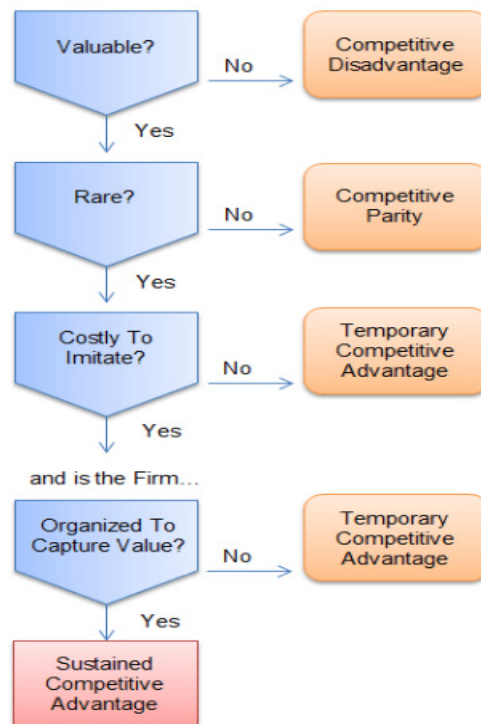 Valuable?
No
Competitive
Disadvantage
Yes
Rare?
No
Competitive
Parity
Yes
Costly To
Imitate?
No
Temporary
Competitive
Advantage
Yes
and is the Firm...
Organized To
Capture Value?
No
Temporary
Competitive
Advantage
Yes
Sustained
Competitive
Advantage